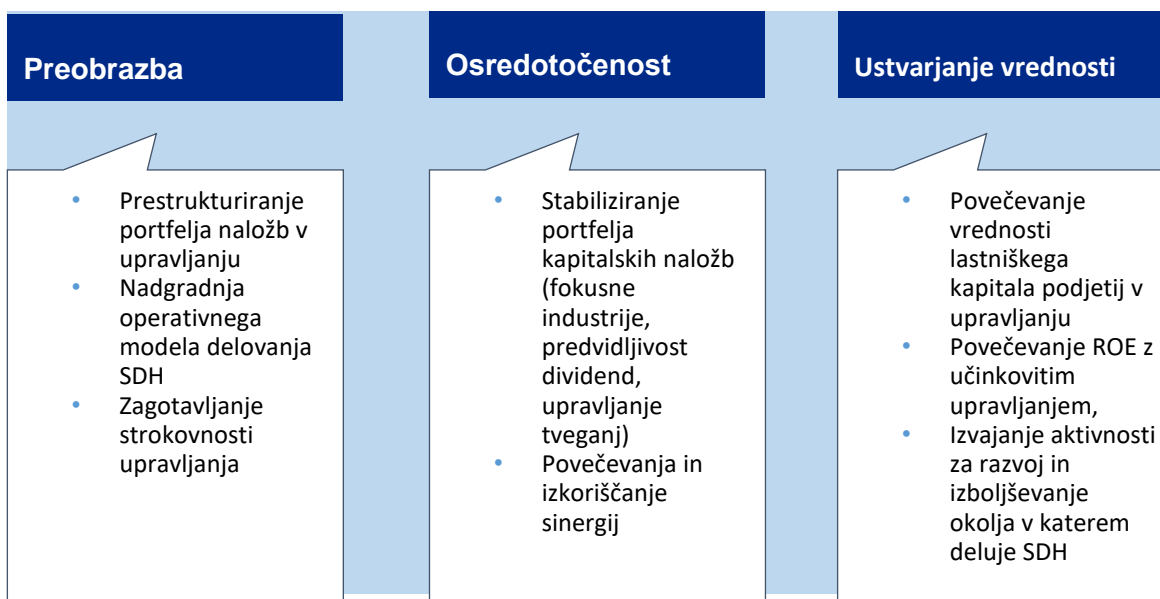 Preobrazba
• Prestrukturiranje
portfelja naložb v
upravljanju
• Nadgradnja
operativnega
modela delovanja
SDH
• Zagotavljanje
strokovnosti
upravljanja
Osredotočenost
• Stabiliziranje
portfelja
kapitalskih naložb
(fokusne
industrije,
predvidljivost
dividend,
upravljanje
tveganj)
• Povečevanja in
izkoriščanje
sinergij
Ustvarjanje vrednosti
• Povečevanje
vrednosti
lastniškega
kapitala podjetij v
upravljanju
• Povečevanje ROE z
učinkovitim
upravljanjem,
• Izvajanje aktivnosti
za razvoj in
izboljševanje
okolja v katerem
deluje SDH